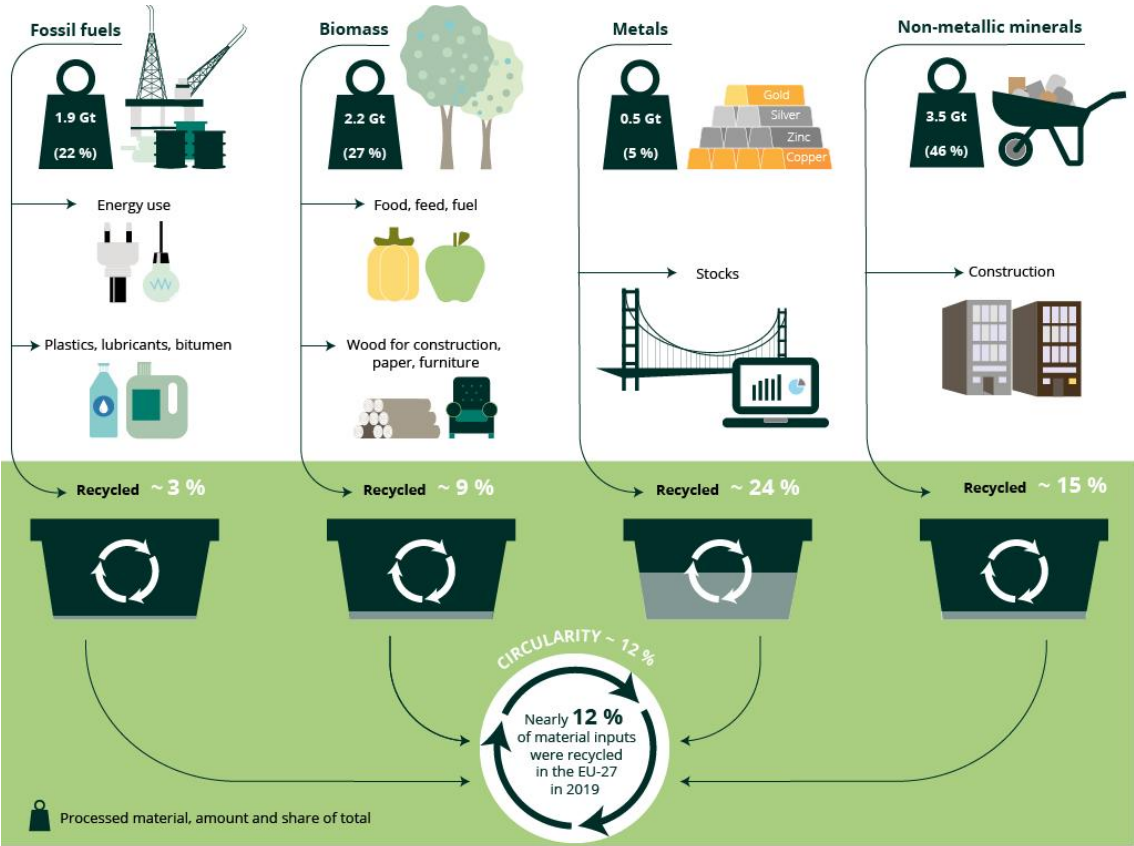 Fossil fuels
1.9 Gt
(22 %)
Energy use
Plastics, lubricants, bitumen
Recycled ~ 3 %
Biomass
2.2 Gt
(27 %)
Food, feed, fuel
Wood for construction,
paper, furniture
Recycled ~ 9 %
Metals
0.5 Gt
(5 %)
Gold
Silver
Zinc
Copper
Stocks
Recycled ~ 24 %
Non-metallic minerals
3.5 Gt
(46 %)
Construction
Recycled ~ 15 %
CIRCULARITY ~ 12 %
Nearly 12 %
of material inputs
were recycled
in the EU-27
in 2019
Processed material, amount and share of total